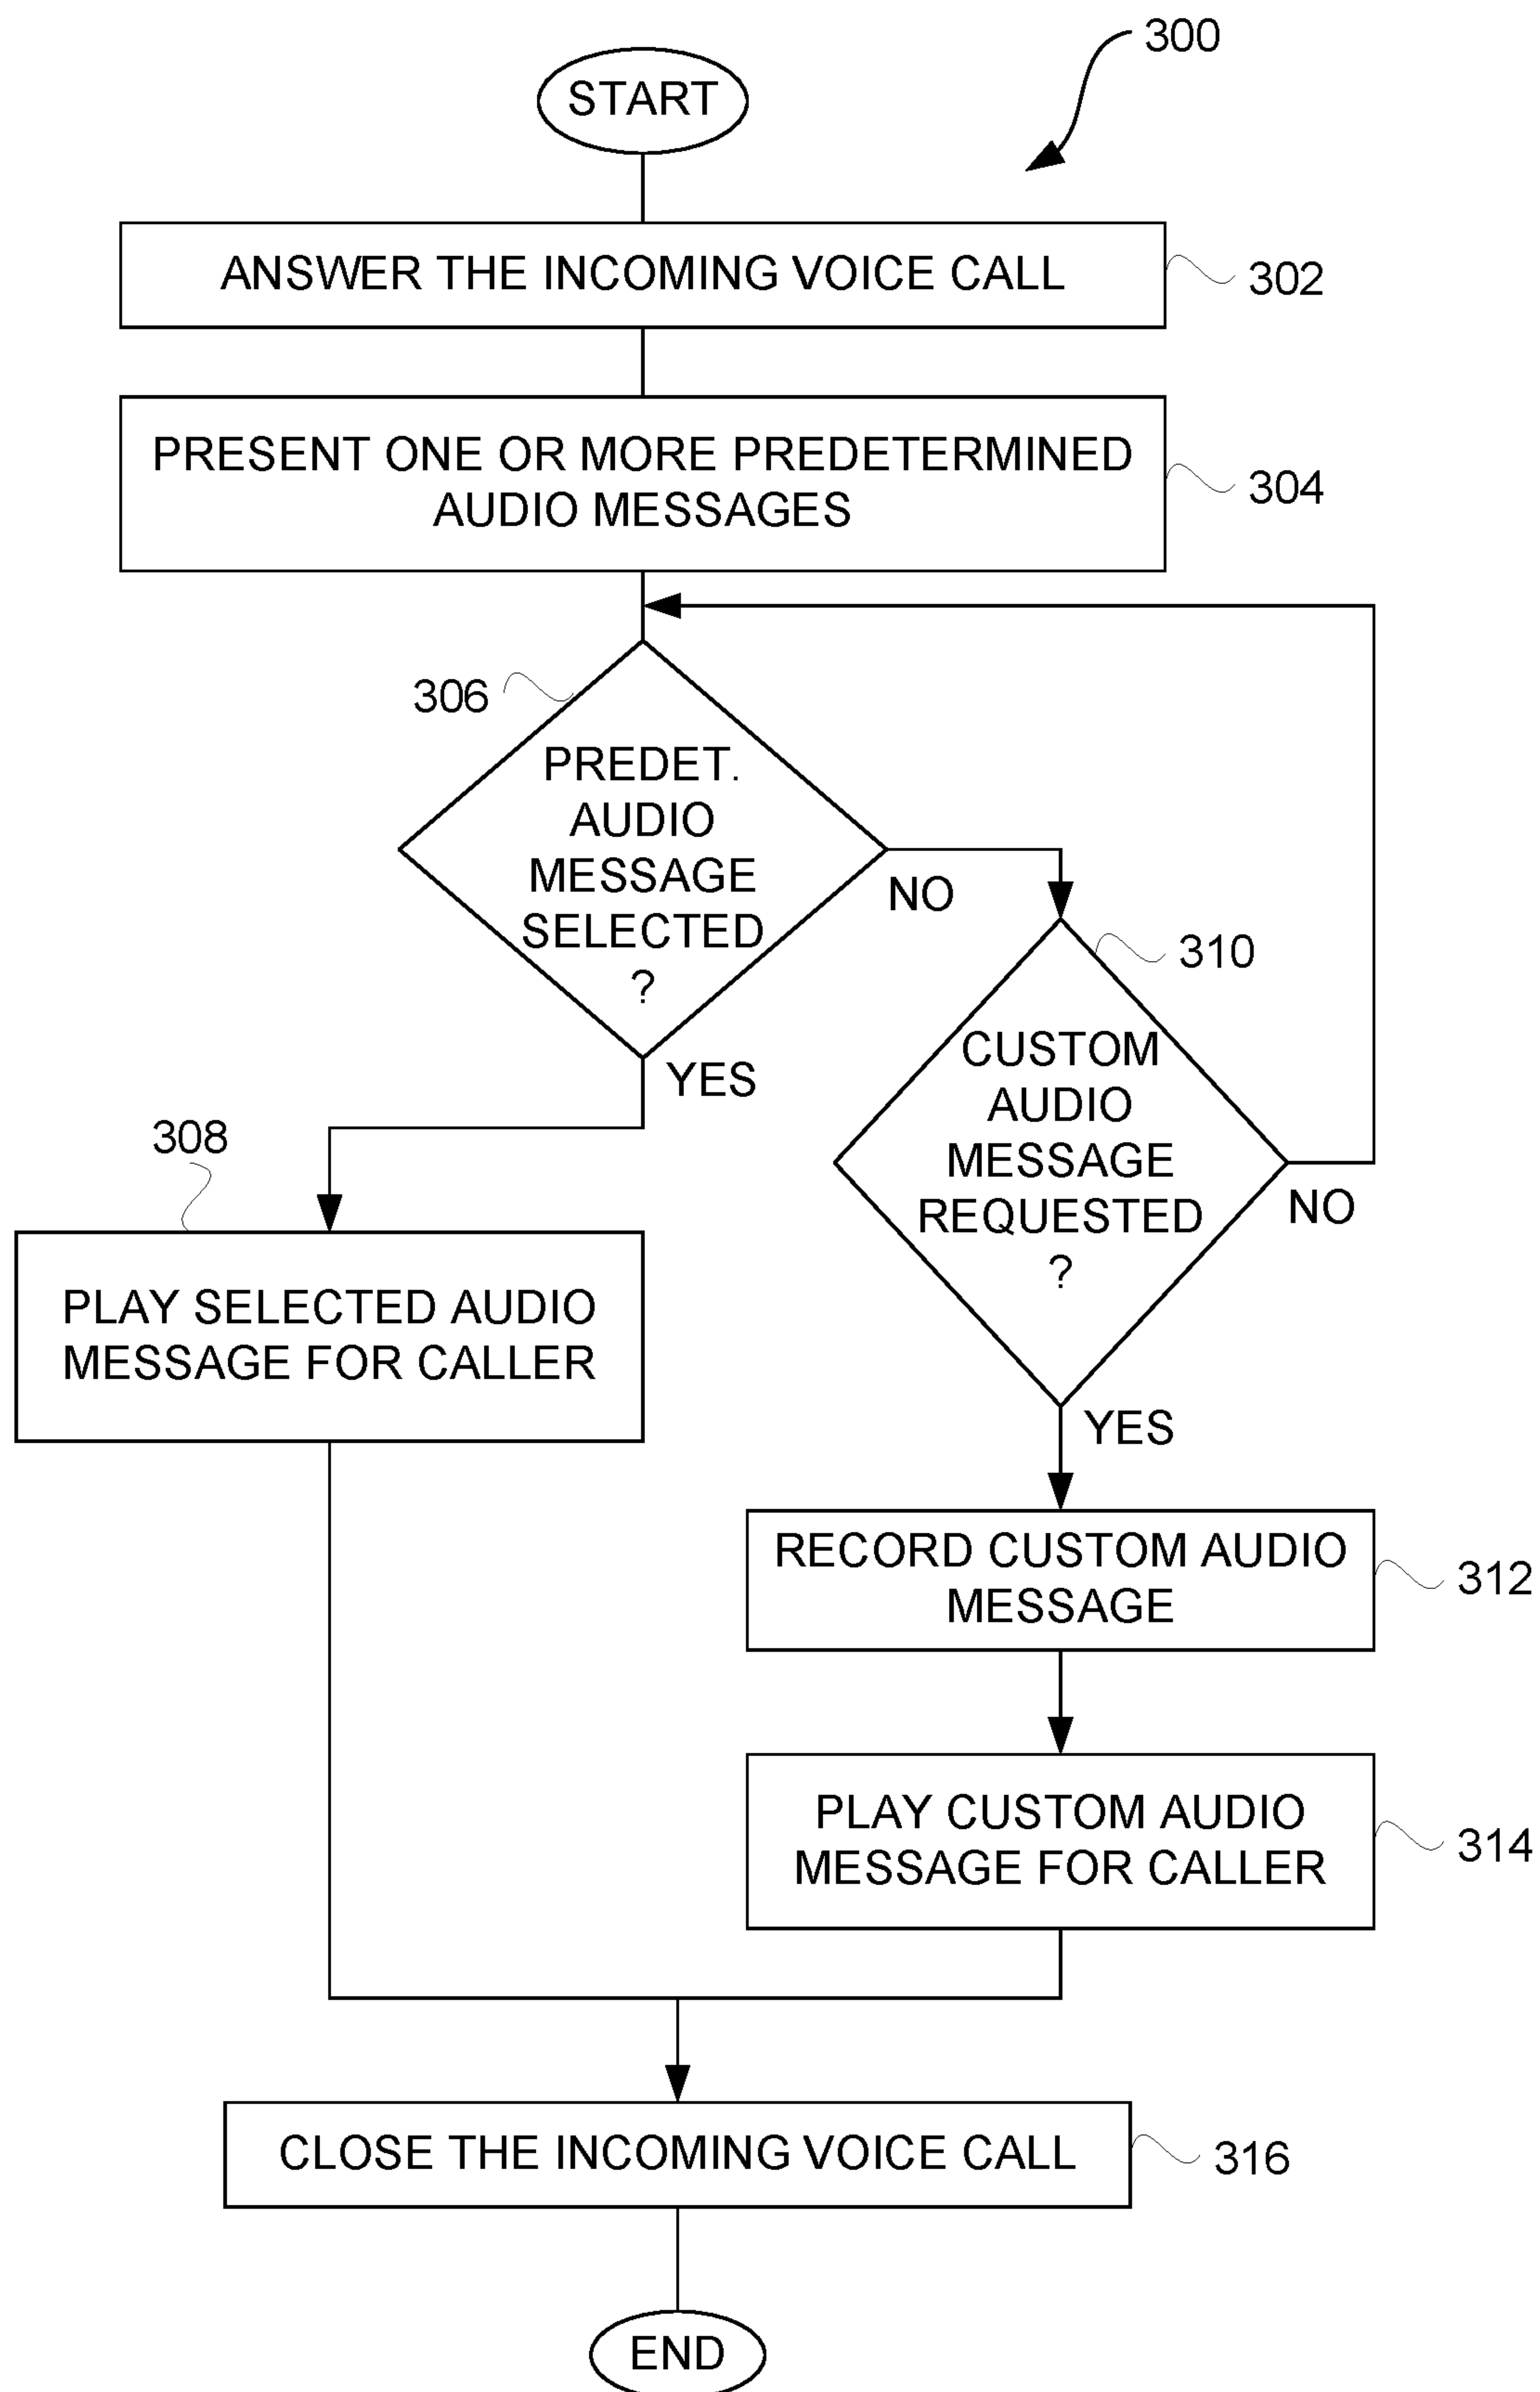 300
START
ANSWER THE INCOMING VOICE CALL
302
PRESENT ONE OR MORE PREDETERMINED
AUDIO MESSAGES
304
306
PREDET.
AUDIO
MESSAGE
SELECTED
?
NO
YES
310
CUSTOM
AUDIO
MESSAGE
REQUESTED
?
NO
YES
308
PLAY SELECTED AUDIO
MESSAGE FOR CALLER
RECORD CUSTOM AUDIO
MESSAGE
312
PLAY CUSTOM AUDIO
MESSAGE FOR CALLER
314
CLOSE THE INCOMING VOICE CALL
316
END